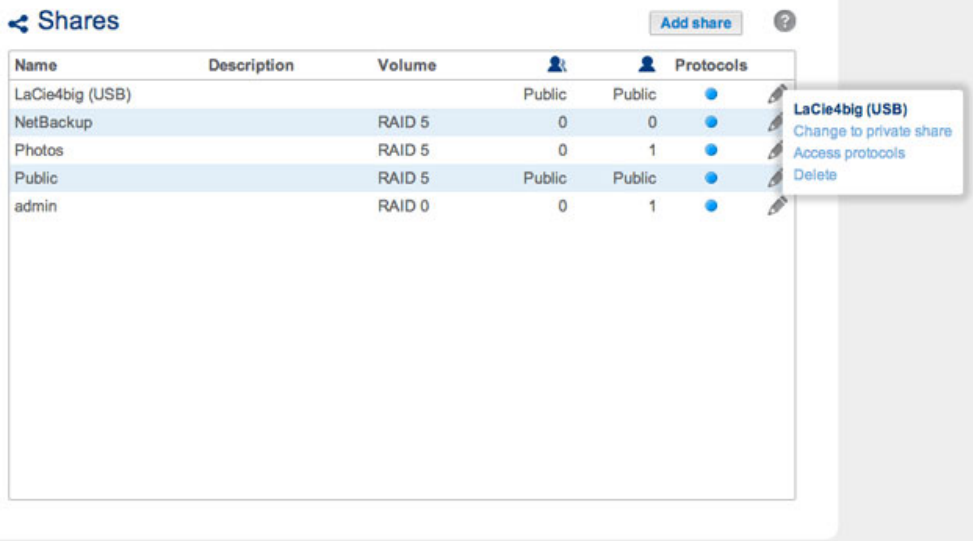 Shares
Add share
?
Name Description Volume Protocols
LaCie4big (USB) Public Public
NetBackup RAID 5 0 0
Photos RAID 5 0 1
Public RAID 5 Public Public
admin RAID 0 0 1
LaCie4big (USB)
Change to private share
Access protocols
Delete